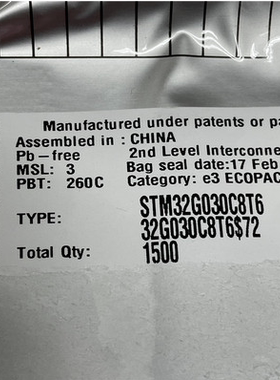 Manufactured under patents or pa
Assembled in : CHINA
Pb-free 2nd Level Interconne
MSL: 3 Bag seal date:17 Feb
PBT: 260C Category: e3 ECOPAC
TYPE: STM32G030C8T6
32G030C8T6$72
Total Qty: 1500